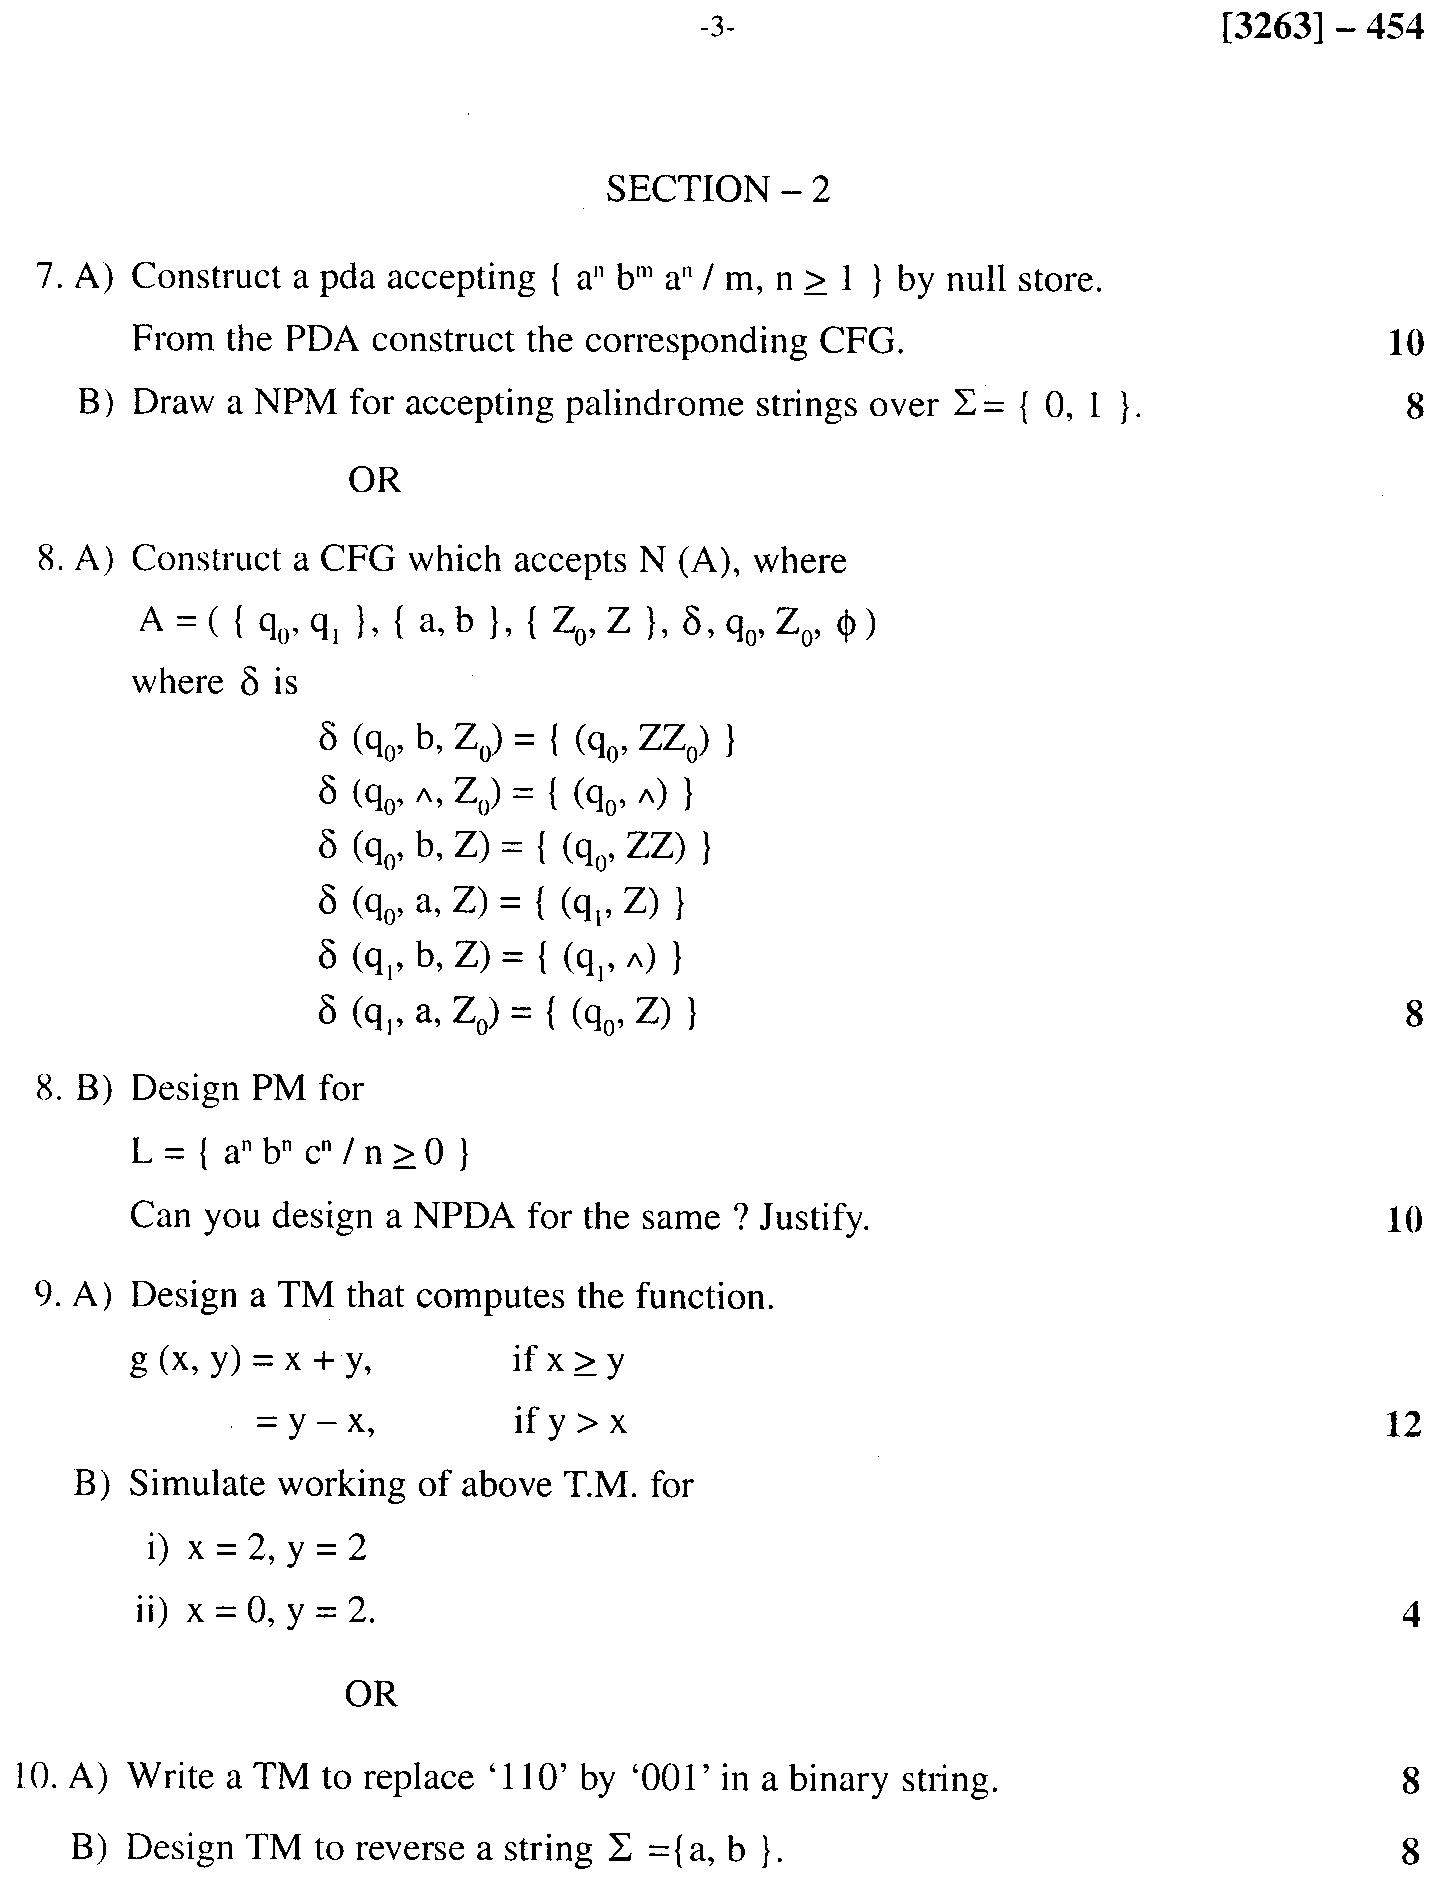 -3-
[3263] – 454
SECTION – 2
7. A) Construct a pda accepting { aⁿ bᵐ aⁿ / m, n ≥ 1 } by null store.
From the PDA construct the corresponding CFG. 10
B) Draw a NPM for accepting palindrome strings over Σ = { 0, 1 }. 8
OR
8. A) Construct a CFG which accepts N (A), where
A = ( { q₀, q₁ }, { a, b }, { Z₀, Z }, δ, q₀, Z₀, ϕ )
where δ is
δ (q₀, b, Z₀) = { (q₀, ZZ₀) }
δ (q₀, ^, Z₀) = { (q₀, ^) }
δ (q₀, b, Z) = { (q₀, ZZ) }
δ (q₀, a, Z) = { (q₁, Z) }
δ (q₁, b, Z) = { (q₁, ^) }
δ (q₁, a, Z₀) = { (q₀, Z) } 8
8. B) Design PM for
L = { aⁿ bⁿ cⁿ / n ≥ 0 }
Can you design a NPDA for the same ? Justify. 10
9. A) Design a TM that computes the function.
g (x, y) = x + y, if x ≥ y
= y – x, if y > x 12
B) Simulate working of above T.M. for
i) x = 2, y = 2
ii) x = 0, y = 2. 4
OR
10. A) Write a TM to replace ‘110’ by ‘001’ in a binary string. 8
B) Design TM to reverse a string Σ ={a, b }. 8